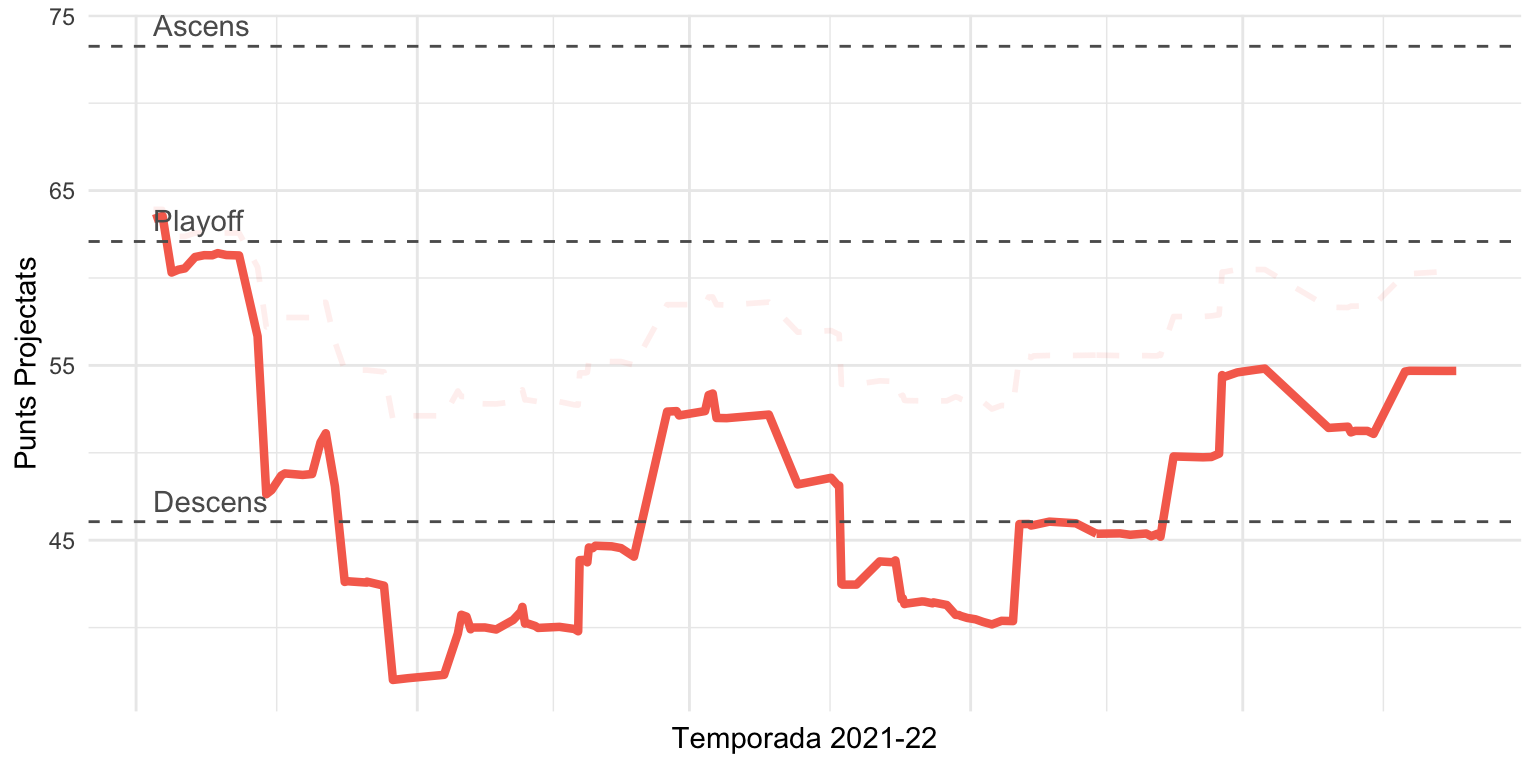 75
Ascens
65
Playoff
55
Descens
45
Punts Projectats
Temporada 2021-22